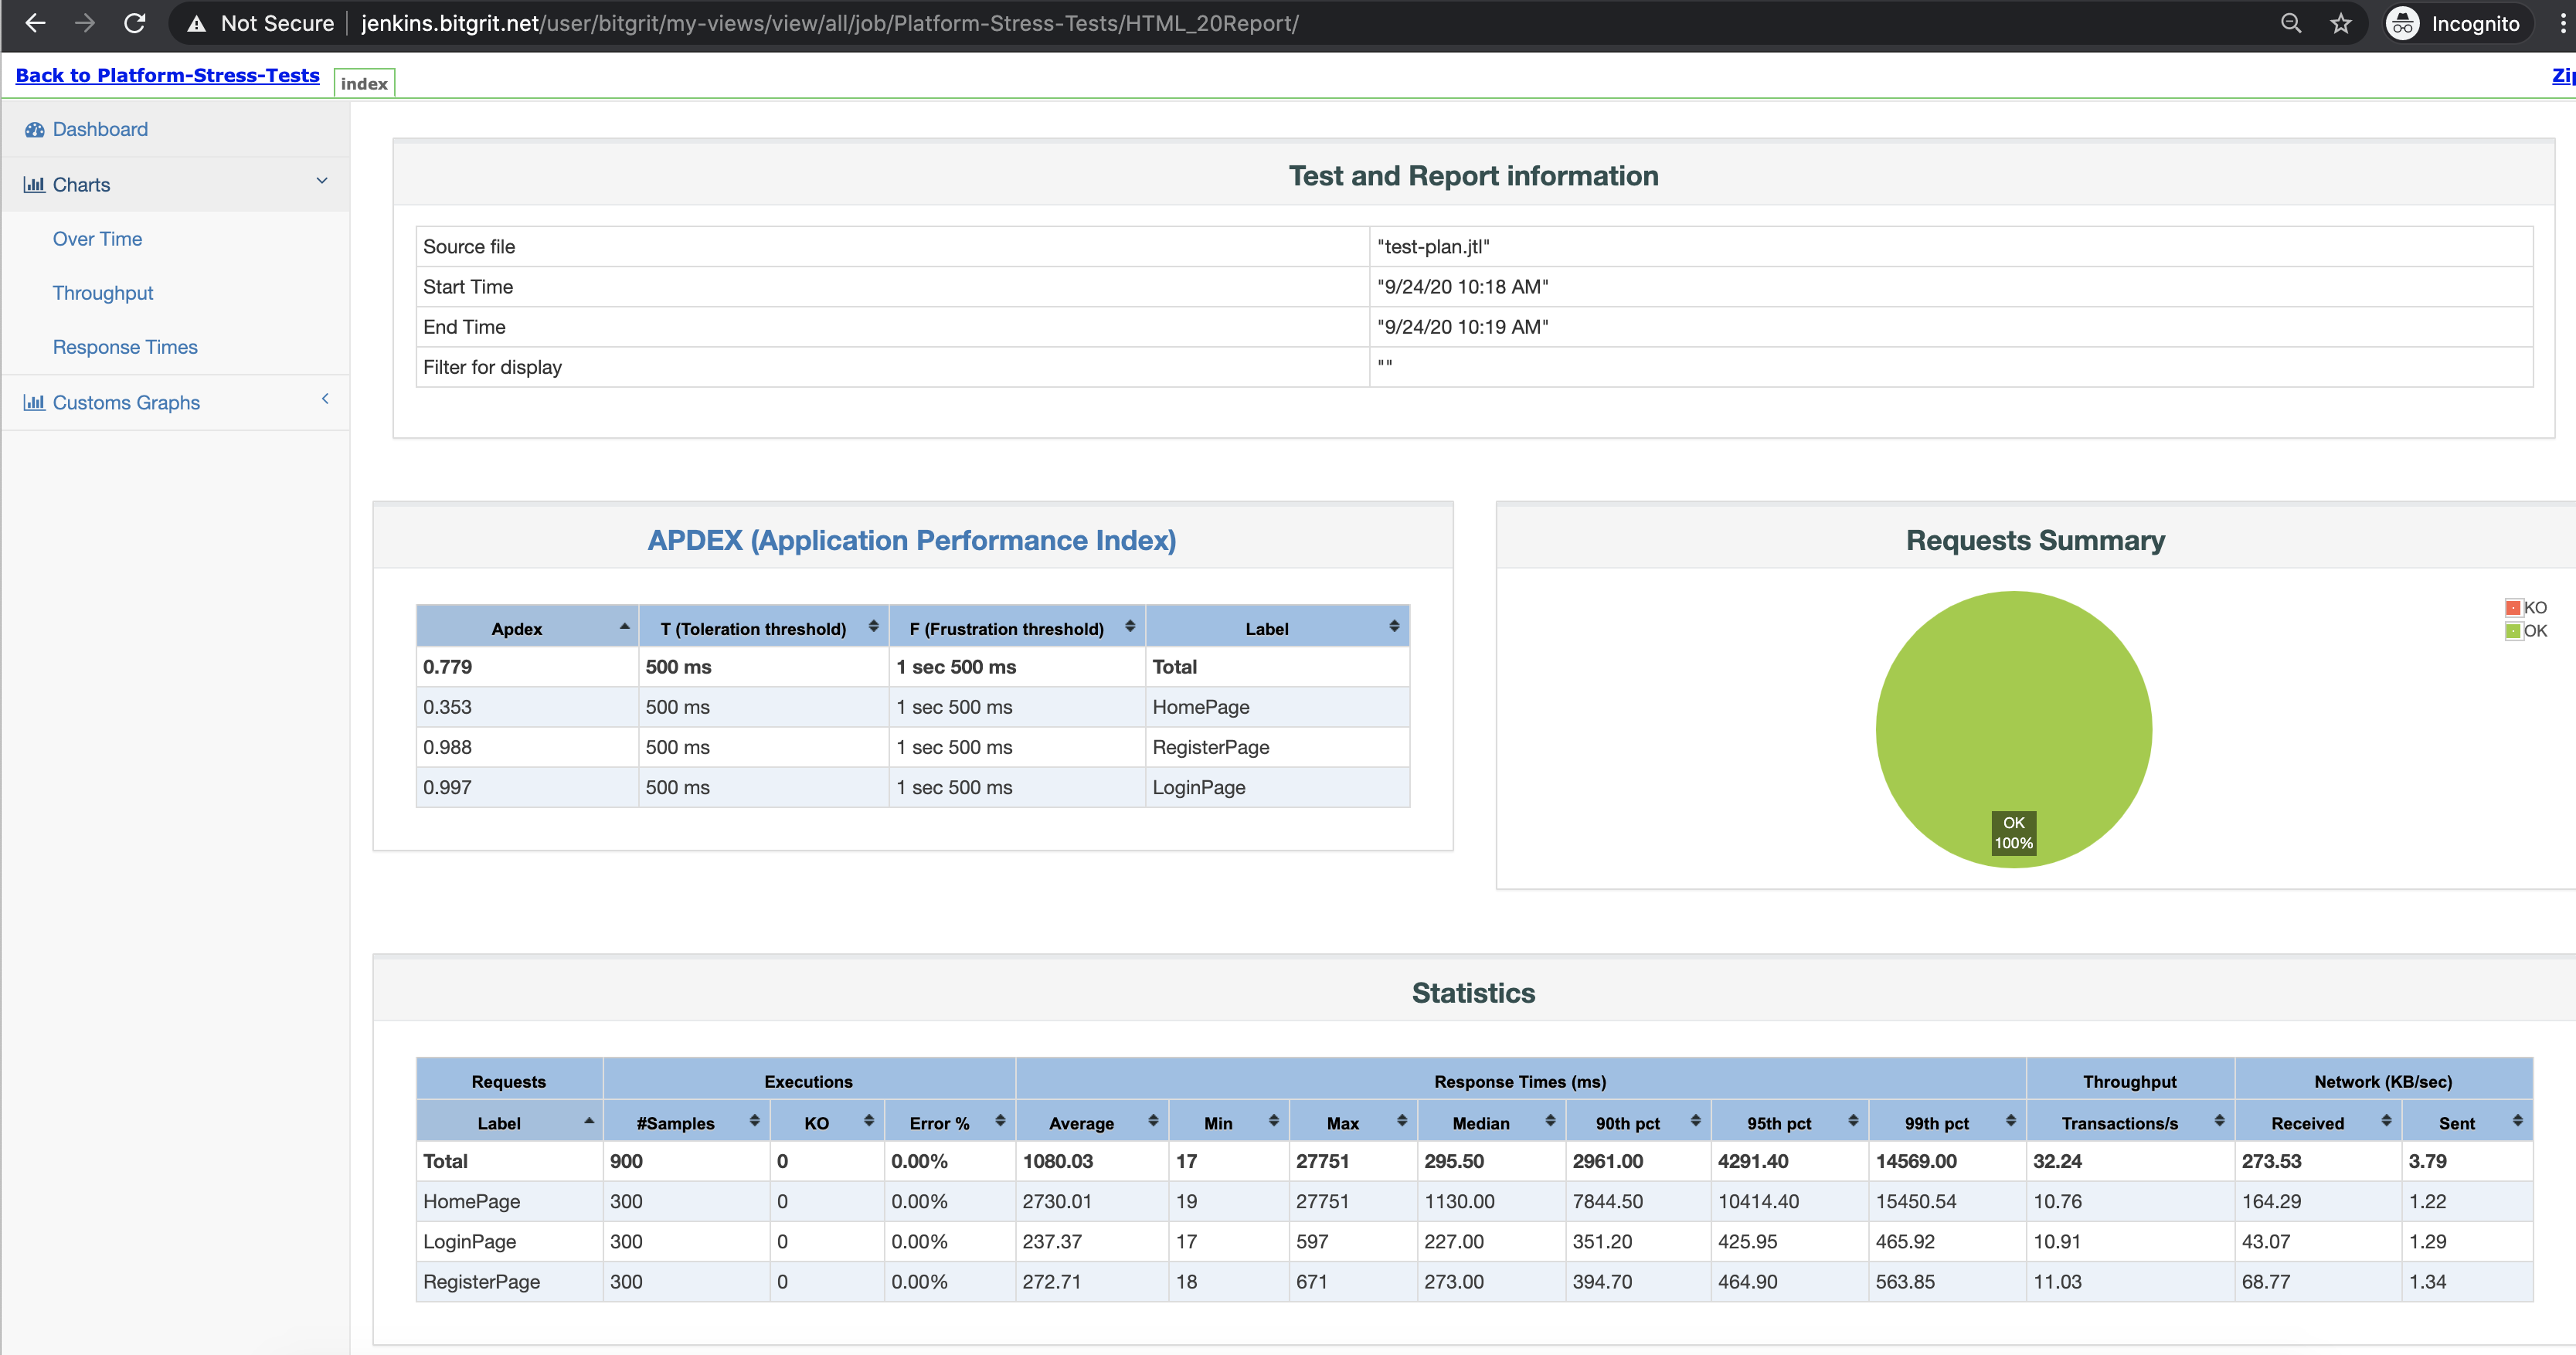 Not Secure jenkins.bitgrit.net/user/bitgrit/my-views/view/all/job/Platform-Stress-Tests/HTML_20Report/ Incognito
Back to Platform-Stress-Tests index
Dashboard
Charts
Over Time
Throughput
Response Times
Customs Graphs
Test and Report information
Source file "test-plan.jtl"
Start Time "9/24/20 10:18 AM"
End Time "9/24/20 10:19 AM"
Filter for display ""
APDEX (Application Performance Index)
Apdex T (Toleration threshold) F (Frustration threshold) Label
0.779 500 ms 1 sec 500 ms Total
0.353 500 ms 1 sec 500 ms HomePage
0.988 500 ms 1 sec 500 ms RegisterPage
0.997 500 ms 1 sec 500 ms LoginPage
Requests Summary
KO
OK
OK
100%
Statistics
Requests Executions Response Times (ms) Throughput Network (KB/sec)
Label #Samples KO Error % Average Min Max Median 90th pct 95th pct 99th pct Transactions/s Received Sent
Total 900 0 0.00% 1080.03 17 27751 295.50 2961.00 4291.40 14569.00 32.24 273.53 3.79
HomePage 300 0 0.00% 2730.01 19 27751 1130.00 7844.50 10414.40 15450.54 10.76 164.29 1.22
LoginPage 300 0 0.00% 237.37 17 597 227.00 351.20 425.95 465.92 10.91 43.07 1.29
RegisterPage 300 0 0.00% 272.71 18 671 273.00 394.70 464.90 563.85 11.03 68.77 1.34